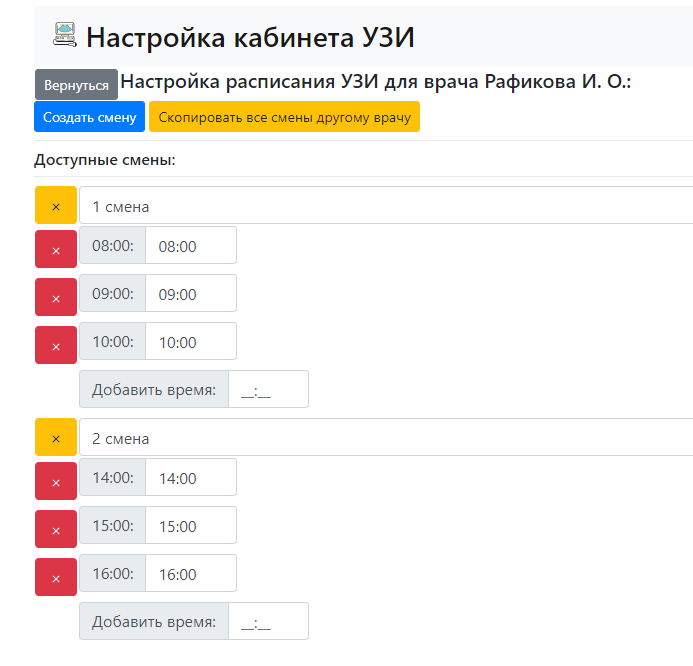 Настройка кабинета УЗИ
Вернуться Настройка расписания УЗИ для врача Рафикова И. О.:
Создать смену Скопировать все смены другому врачу
Доступные смены:
× 1 смена
× 08:00: 08:00
× 09:00: 09:00
× 10:00: 10:00
Добавить время: __:__
× 2 смена
× 14:00: 14:00
× 15:00: 15:00
× 16:00: 16:00
Добавить время: __:__